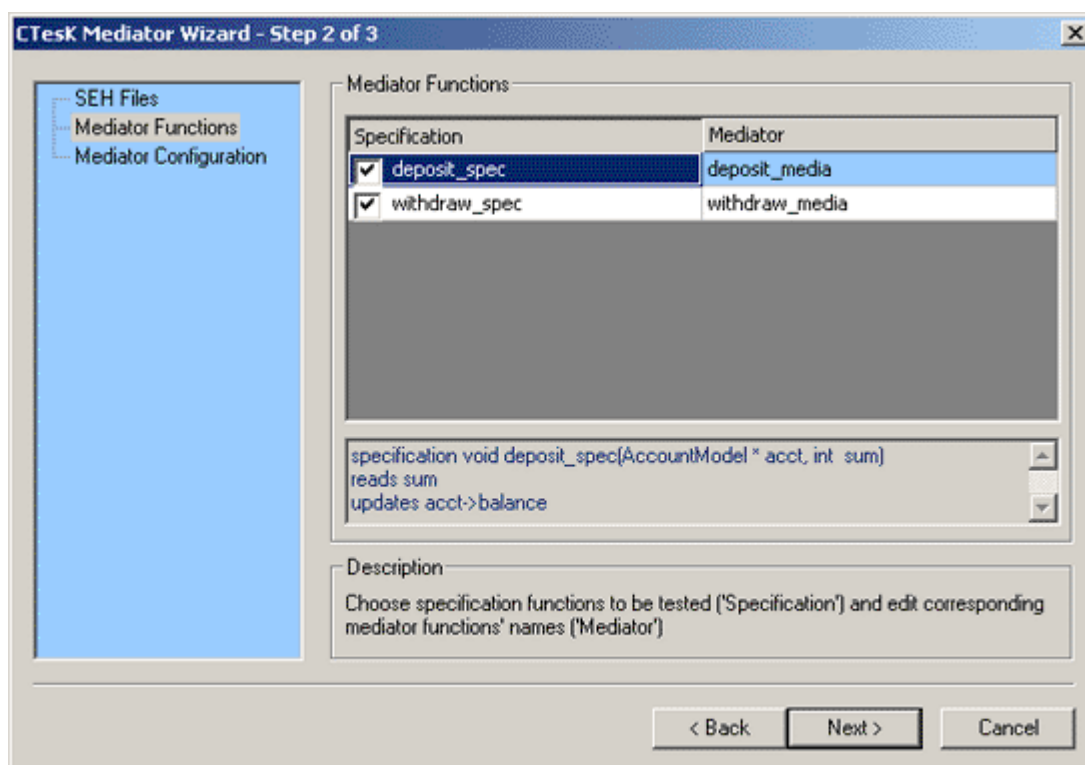 CTesK Mediator Wizard - Step 2 of 3
SEH Files
Mediator Functions
Mediator Configuration
Mediator Functions
Specification Mediator
deposit_spec deposit_media
withdraw_spec withdraw_media
specification void deposit_spec(AccountModel * acct, int  sum)
reads sum
updates acct->balance
Description
Choose specification functions to be tested ('Specification') and edit corresponding
mediator functions' names ('Mediator')
< Back Next > Cancel